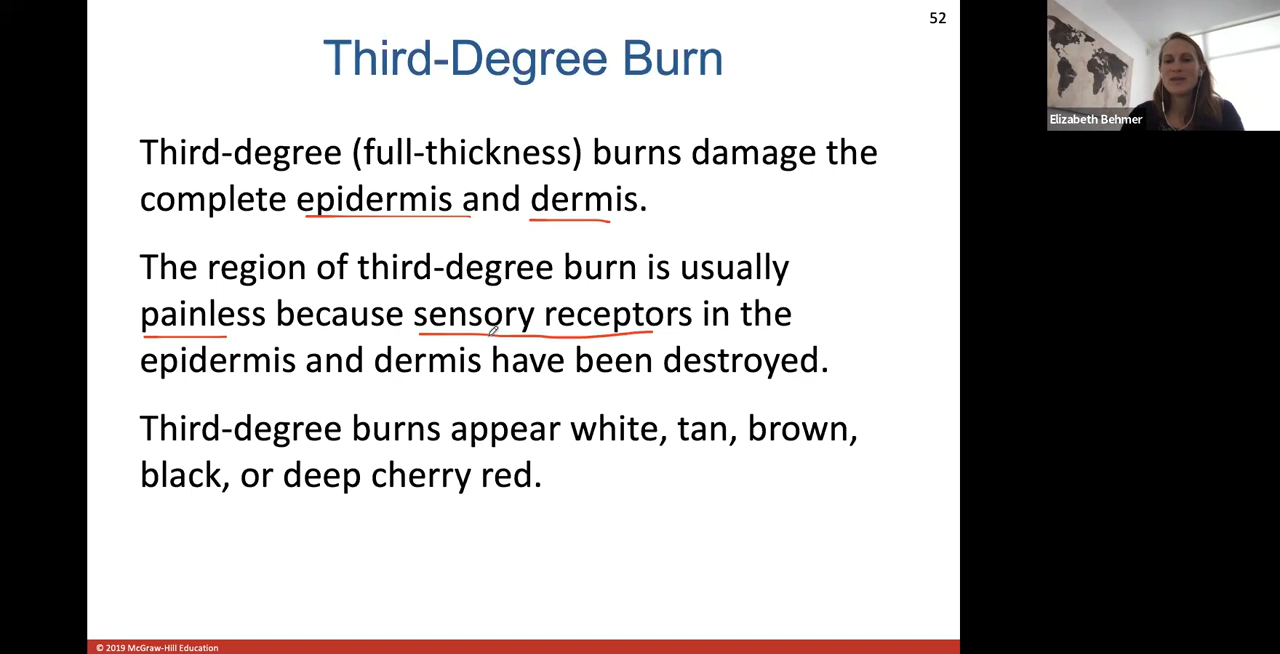 52
Third-Degree Burn
Third-degree (full-thickness) burns damage the
complete epidermis and dermis.
The region of third-degree burn is usually
painless because sensory receptors in the
epidermis and dermis have been destroyed.
Third-degree burns appear white, tan, brown,
black, or deep cherry red.
© 2019 McGraw-Hill Education
Elizabeth Behmer